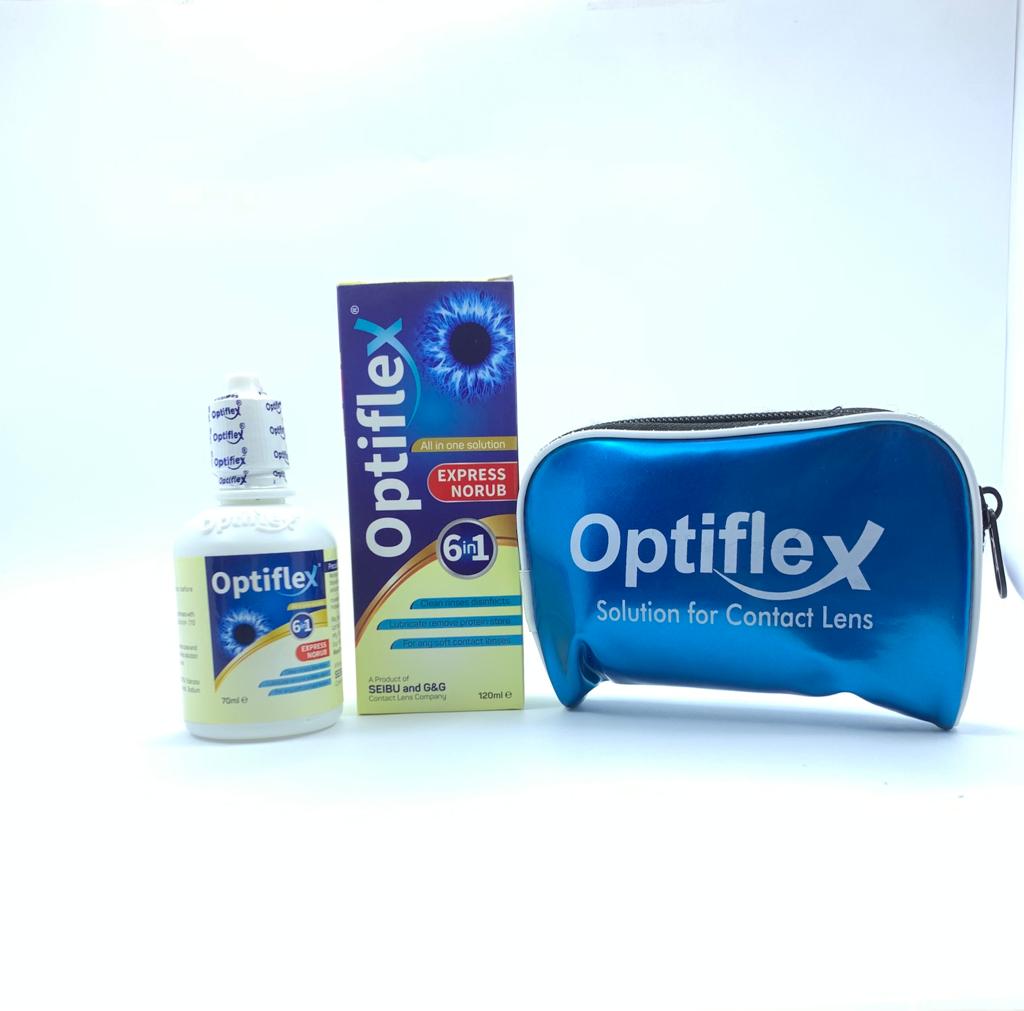 Optiflex®
Optiflex®
Optiflex®
Optiflex®
Optiflex
Optiflex
6in1
EXPRESS
NORUB
70ml ℮
Optiflex®
All in one solution
EXPRESS
NORUB
6in1
Clean rinses disinfects
Lubricate remove protein store
For any soft contact lenses
A Product of
SEIBU and G&G
Contact Lens Company
120ml ℮
Optiflex
Solution for Contact Lens